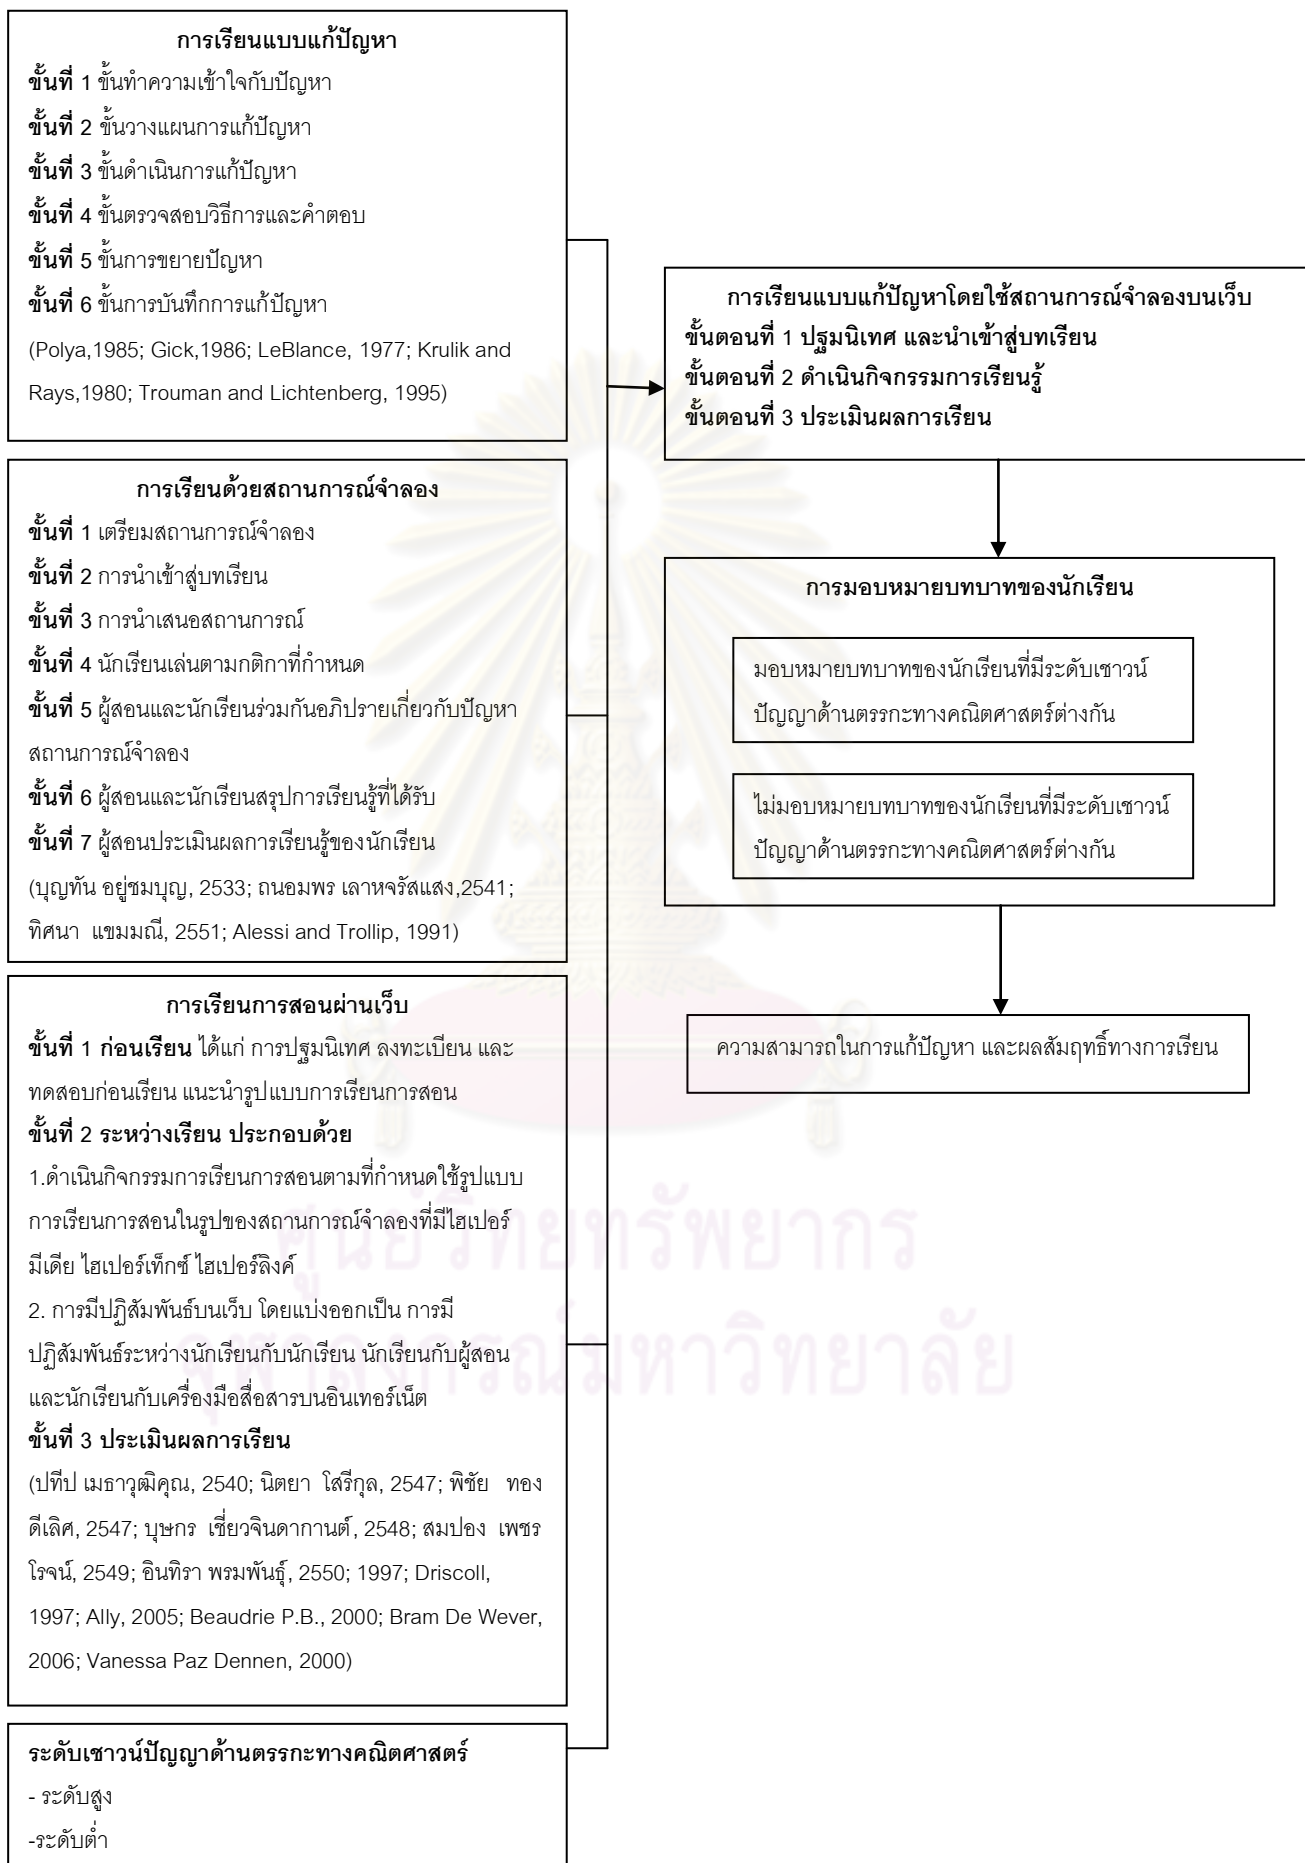 การเรียนแบบแก้ปัญหา
ขั้นที่ 1 ขั้นทำความเข้าใจกับปัญหา
ขั้นที่ 2 ขั้นวางแผนการแก้ปัญหา
ขั้นที่ 3 ขั้นดำเนินการแก้ปัญหา
ขั้นที่ 4 ขั้นตรวจสอบวิธีการและคำตอบ
ขั้นที่ 5 ขั้นการขยายปัญหา
ขั้นที่ 6 ขั้นการบันทึกการแก้ปัญหา
(Polya,1985; Gick,1986; LeBlance, 1977; Krulik and
Rays,1980; Trouman and Lichtenberg, 1995)
การเรียนด้วยสถานการณ์จำลอง
ขั้นที่ 1 เตรียมสถานการณ์จำลอง
ขั้นที่ 2 การนำเข้าสู่บทเรียน
ขั้นที่ 3 การนำเสนอสถานการณ์
ขั้นที่ 4 นักเรียนเล่นตามกติกาที่กำหนด
ขั้นที่ 5 ผู้สอนและนักเรียนร่วมกันอภิปรายเกี่ยวกับปัญหา
สถานการณ์จำลอง
ขั้นที่ 6 ผู้สอนและนักเรียนสรุปการเรียนรู้ที่ได้รับ
ขั้นที่ 7 ผู้สอนประเมินผลการเรียนรู้ของนักเรียน
(บุญทัน อยู่ชมบุญ, 2533; ถนอมพร เลาหจรัสแสง,2541;
ทิศนา แขมมณี, 2551; Alessi and Trollip, 1991)
การเรียนการสอนผ่านเว็บ
ขั้นที่ 1 ก่อนเรียน ได้แก่ การปฐมนิเทศ ลงทะเบียน และ
ทดสอบก่อนเรียน แนะนำรูปแบบการเรียนการสอน
ขั้นที่ 2 ระหว่างเรียน ประกอบด้วย
1.ดำเนินกิจกรรมการเรียนการสอนตามที่กำหนดใช้รูปแบบ
การเรียนการสอนในรูปของสถานการณ์จำลองที่มีไฮเปอร์
มีเดีย ไฮเปอร์เท็กซ์ ไฮเปอร์ลิงค์
2. การมีปฏิสัมพันธ์บนเว็บ โดยแบ่งออกเป็น การมี
ปฏิสัมพันธ์ระหว่างนักเรียนกับนักเรียน นักเรียนกับผู้สอน
และนักเรียนกับเครื่องมือสื่อสารบนอินเทอร์เน็ต
ขั้นที่ 3 ประเมินผลการเรียน
(ปทีป เมธาวุฒิคุณ, 2540; นิตยา โสรีกุล, 2547; พิชัย ทอง
ดีเลิศ, 2547; บุษกร เชี่ยวจินดากานต์, 2548; สมปอง เพชร
โรจน์, 2549; อินทิรา พรมพันธุ์, 2550; 1997; Driscoll,
1997; Ally, 2005; Beaudrie P.B., 2000; Bram De Wever,
2006; Vanessa Paz Dennen, 2000)
ระดับเชาวน์ปัญญาด้านตรรกะทางคณิตศาสตร์
- ระดับสูง
-ระดับต่ำ
การเรียนแบบแก้ปัญหาโดยใช้สถานการณ์จำลองบนเว็บ
ขั้นตอนที่ 1 ปฐมนิเทศ และนำเข้าสู่บทเรียน
ขั้นตอนที่ 2 ดำเนินกิจกรรมการเรียนรู้
ขั้นตอนที่ 3 ประเมินผลการเรียน
การมอบหมายบทบาทของนักเรียน
มอบหมายบทบาทของนักเรียนที่มีระดับเชาวน์
ปัญญาด้านตรรกะทางคณิตศาสตร์ต่างกัน
ไม่มอบหมายบทบาทของนักเรียนที่มีระดับเชาวน์
ปัญญาด้านตรรกะทางคณิตศาสตร์ต่างกัน
ความสามารถในการแก้ปัญหา และผลสัมฤทธิ์ทางการเรียน
ศูนย์วิทยทรัพยากร
จุฬาลงกรณ์มหาวิทยาลัย